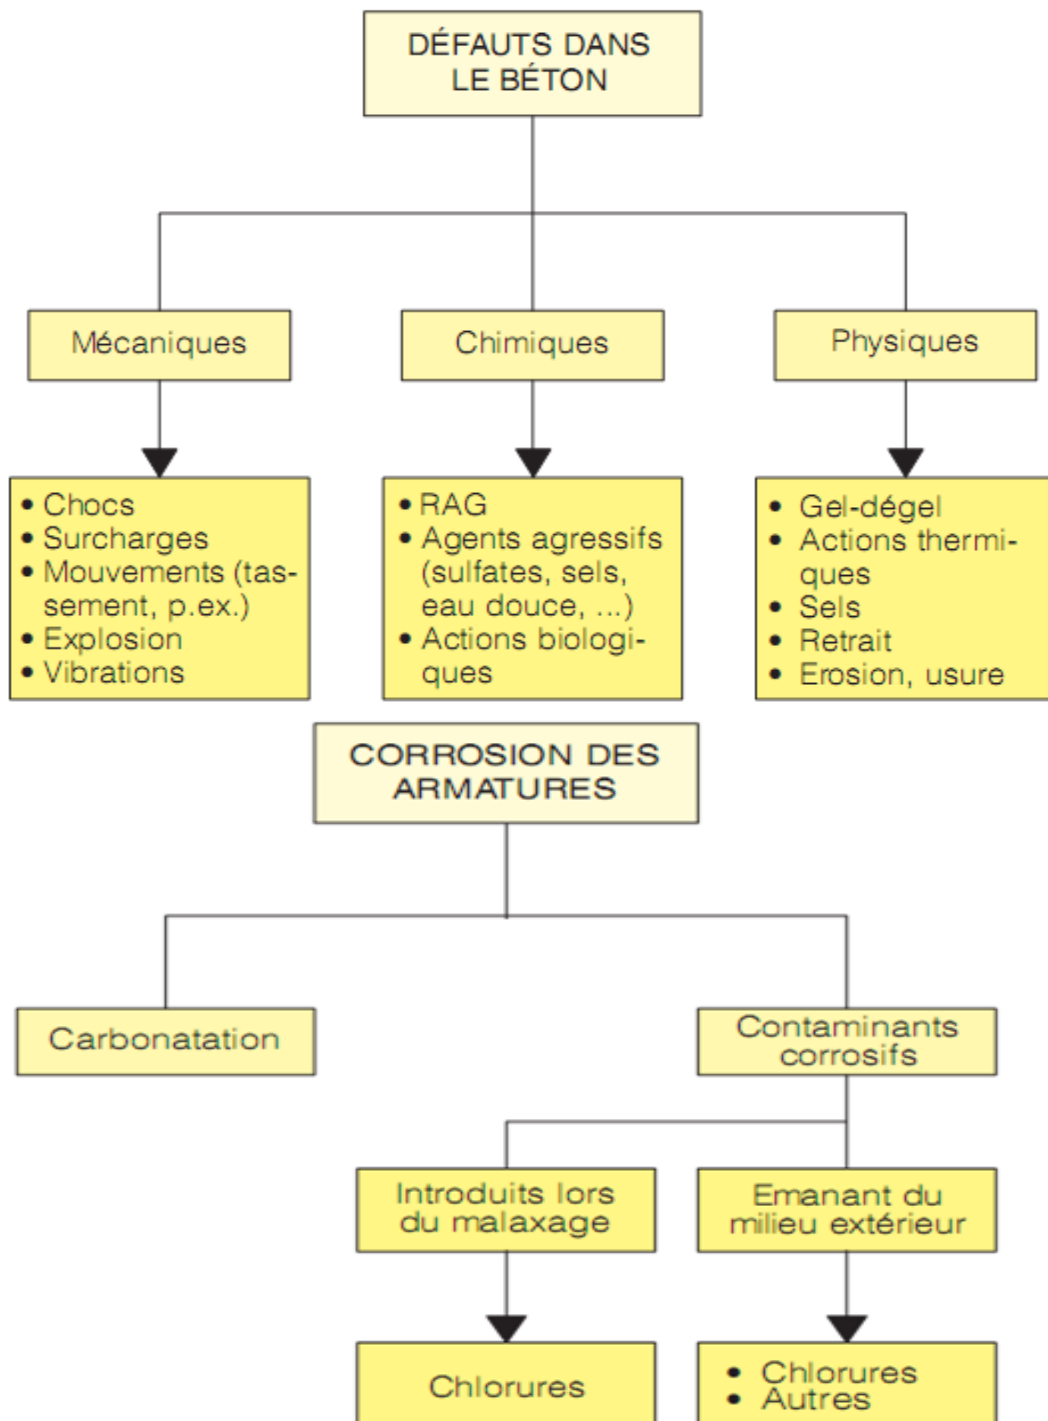 DÉFAUTS DANS
LE BÉTON
Mécaniques
Chimiques
Physiques
• Chocs
• Surcharges
• Mouvements (tas-
sement, p.ex.)
• Explosion
• Vibrations
• RAG
• Agents agressifs
(sulfates, sels,
eau douce, ...)
• Actions biologi-
ques
• Gel-dégel
• Actions thermi-
ques
• Sels
• Retrait
• Erosion, usure
CORROSION DES
ARMATURES
Carbonatation
Contaminants
corrosifs
Introduits lors
du malaxage
Emanant du
milieu extérieur
Chlorures
• Chlorures
• Autres